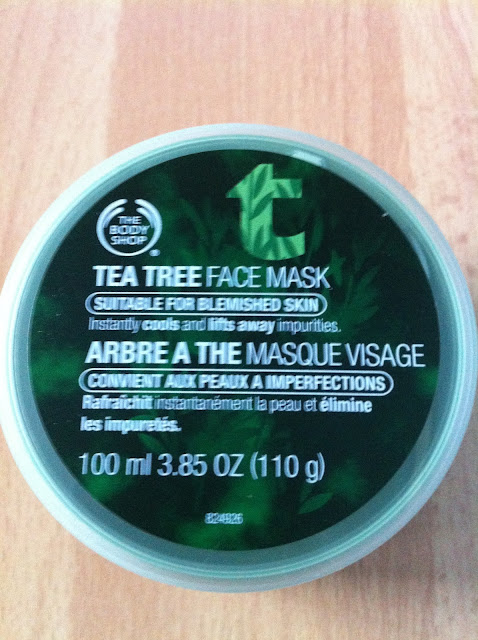 t
THE
BODY
SHOP
®
TEA TREE FACE MASK
SUITABLE FOR BLEMISHED SKIN
Instantly cools and lifts away impurities.
ARBRE A THE MASQUE VISAGE
CONVIENT AUX PEAUX A IMPERFECTIONS
Rafraîchit instantanément la peau et élimine
les impuretés.
100 ml 3.85 OZ (110 g)